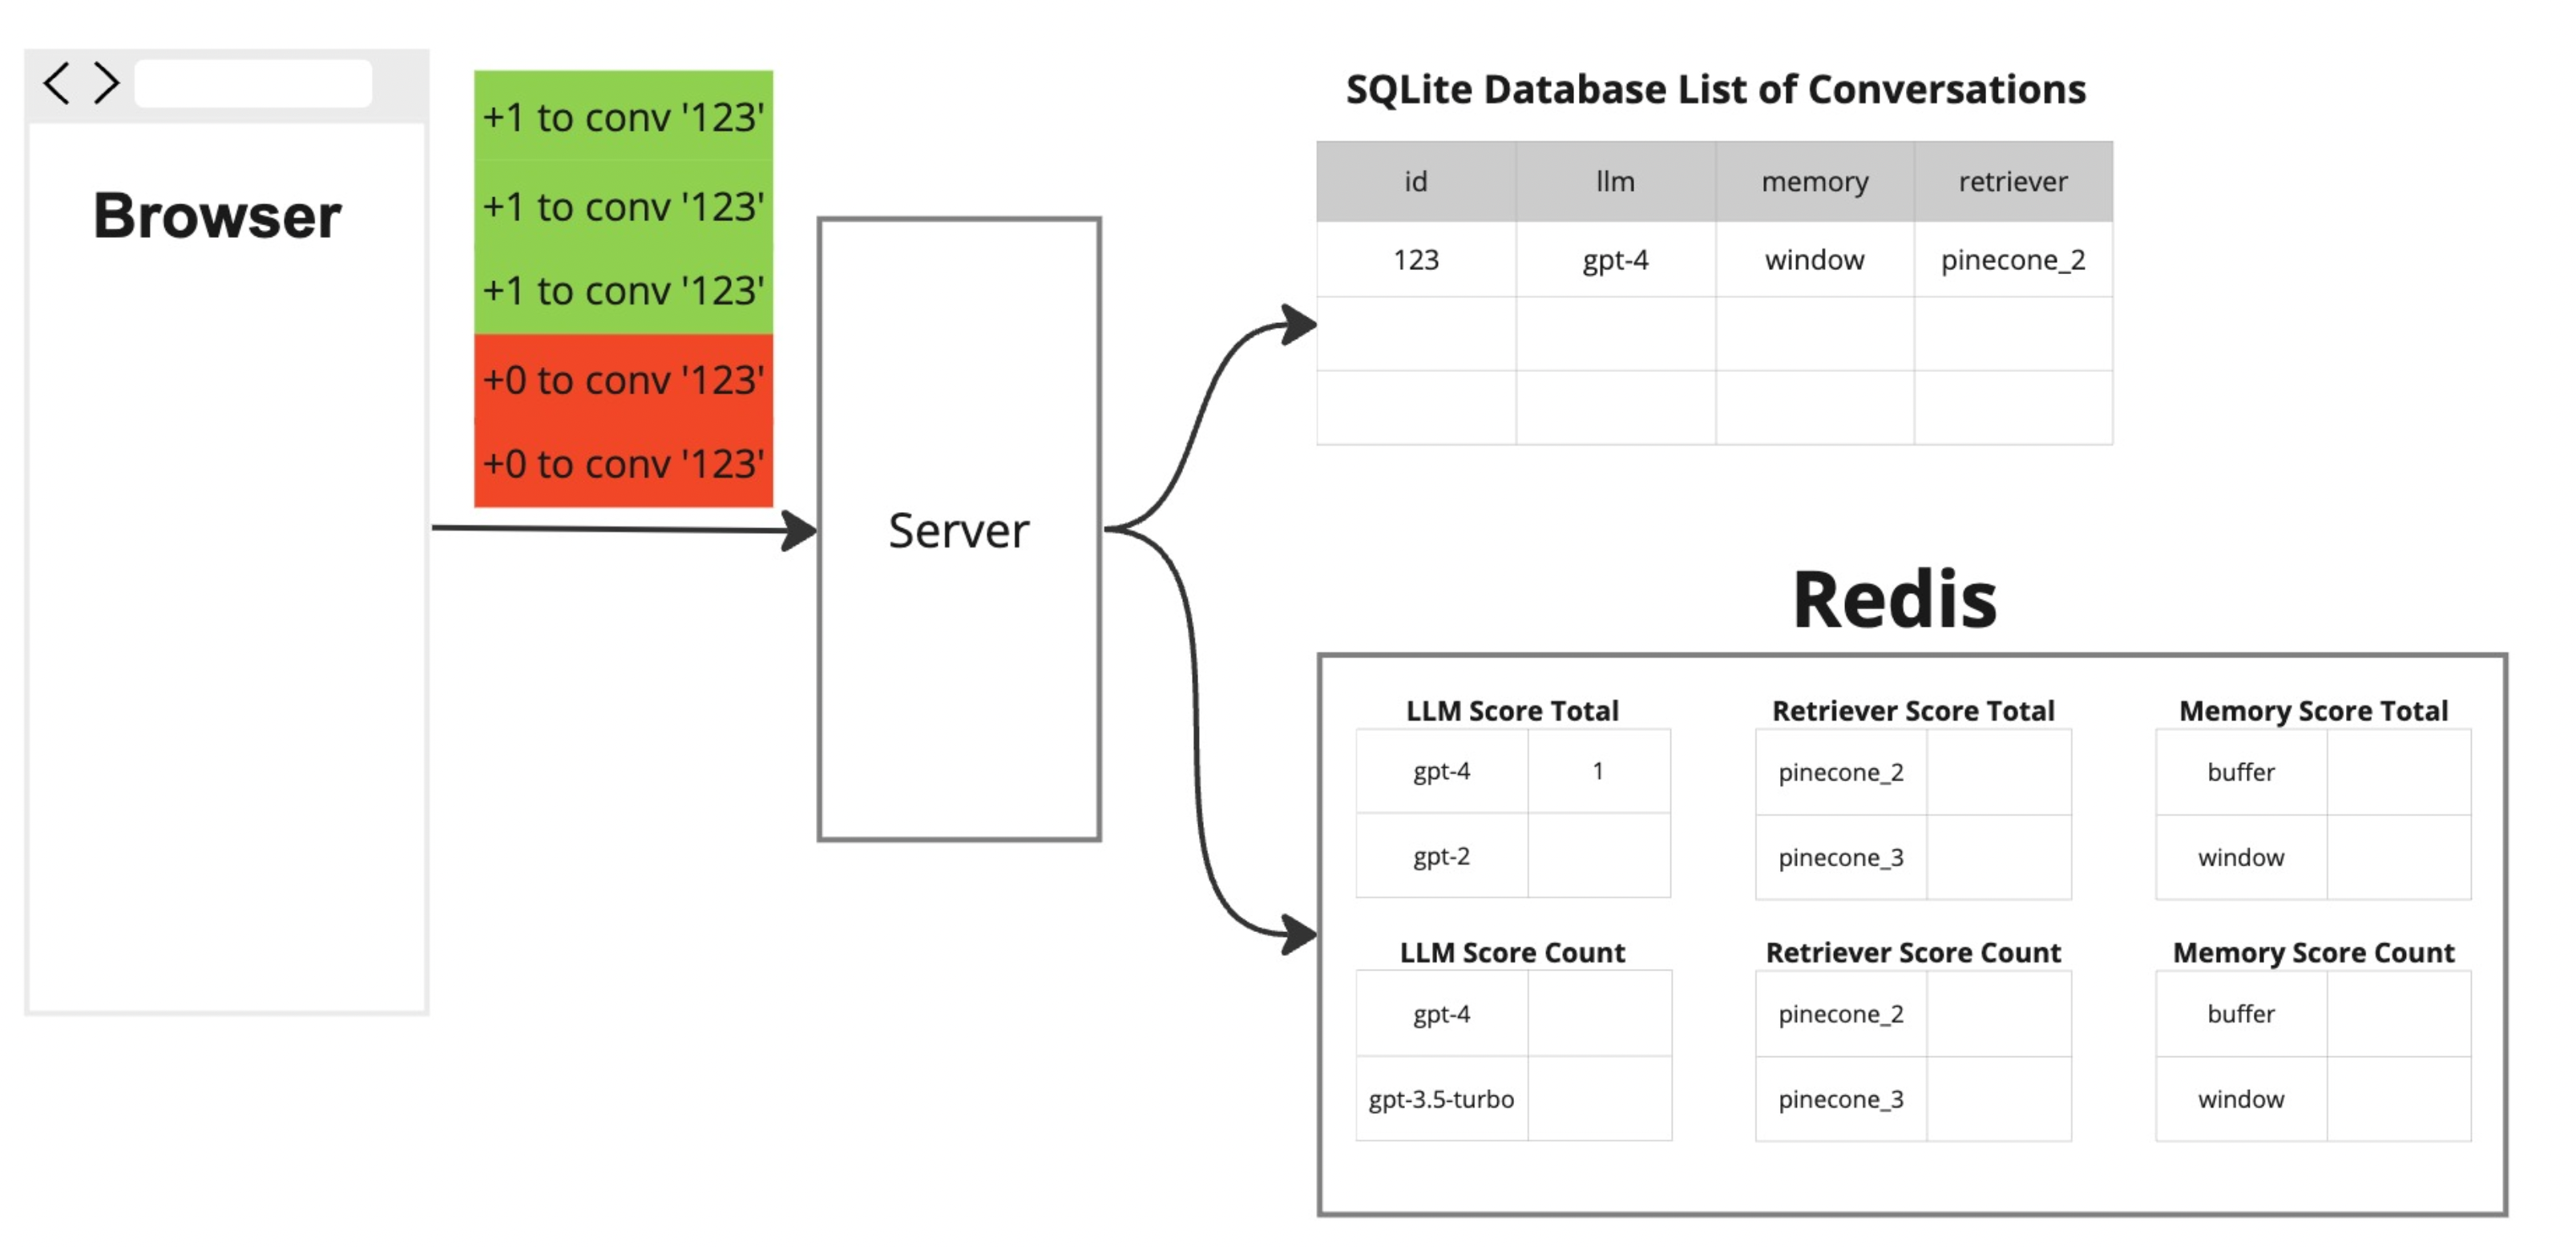 Browser
+1 to conv '123'
+1 to conv '123'
+1 to conv '123'
+0 to conv '123'
+0 to conv '123'
Server
SQLite Database List of Conversations
id llm memory retriever
123 gpt-4 window pinecone_2
Redis
LLM Score Total
gpt-4 1
gpt-2
Retriever Score Total
pinecone_2
pinecone_3
Memory Score Total
buffer
window
LLM Score Count
gpt-4
gpt-3.5-turbo
Retriever Score Count
pinecone_2
pinecone_3
Memory Score Count
buffer
window